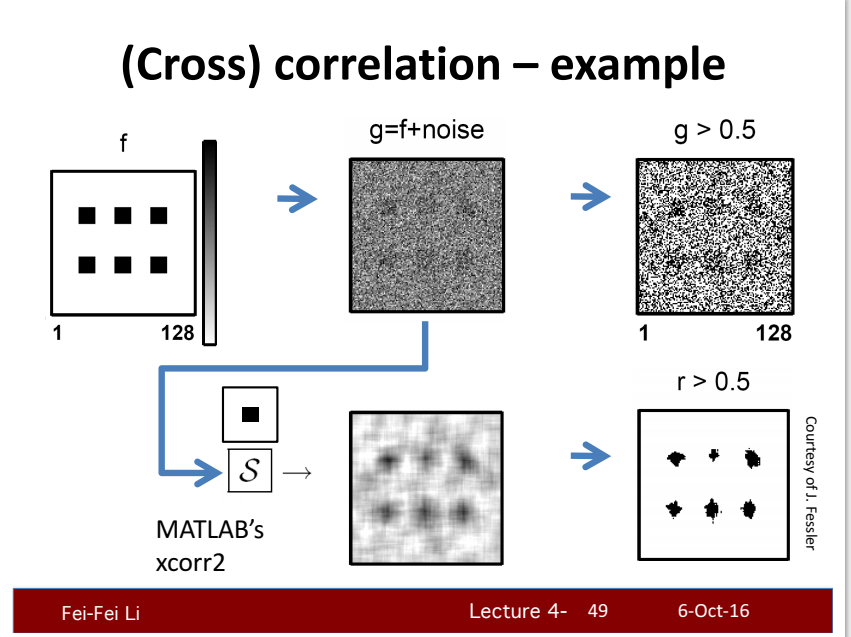 (Cross) correlation – example
f
g=f+noise
g > 0.5
1 128
1 128
r > 0.5
S →
MATLAB's
xcorr2
Courtesy of J. Fessler
Fei-Fei Li
Lecture 4- 49
6-Oct-16